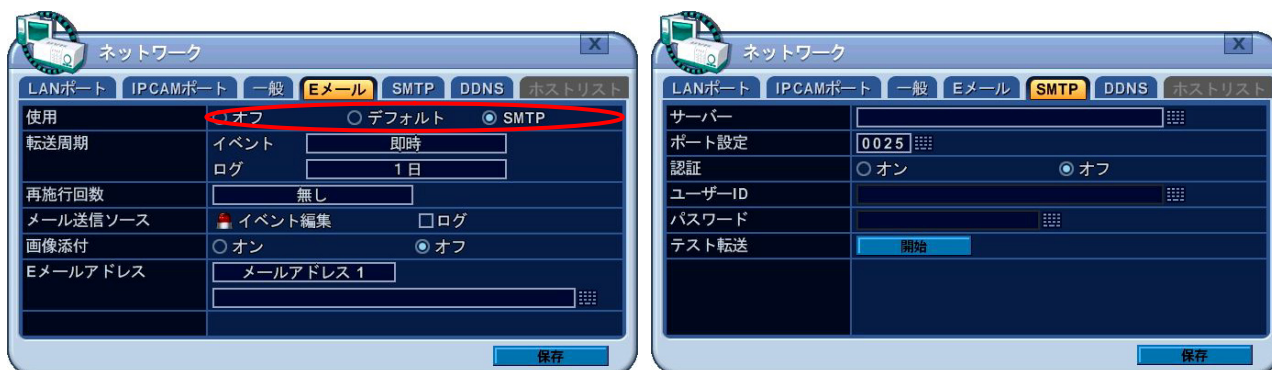 ネットワーク
X
LANポート IPCAMポート 一般 Eメール SMTP DDNS ホストリスト
使用 オフ デフォルト SMTP
転送周期 イベント 即時
ログ 1日
再施行回数 無し
メール送信ソース イベント編集 ログ
画像添付 オン オフ
Eメールアドレス メールアドレス 1
保存
ネットワーク
X
LANポート IPCAMポート 一般 Eメール SMTP DDNS ホストリスト
サーバー
ポート設定 0025
認証 オン オフ
ユーザーID
パスワード
テスト転送 開始
保存